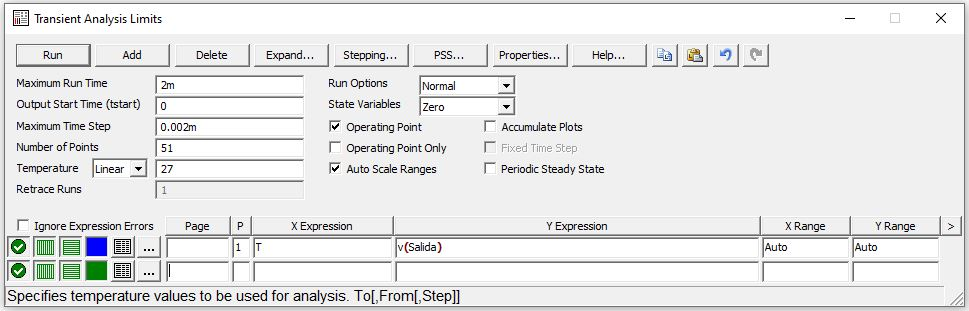 Transient Analysis Limits
Run Add Delete Expand... Stepping... PSS... Properties... Help...
Maximum Run Time 2m Run Options Normal
Output Start Time (tstart) 0 State Variables Zero
Maximum Time Step 0.002m Operating Point Accumulate Plots
Number of Points 51 Operating Point Only Fixed Time Step
Temperature Linear 27 Auto Scale Ranges Periodic Steady State
Retrace Runs 1
Ignore Expression Errors Page P X Expression Y Expression X Range Y Range >
... 1 T v(Salida) Auto Auto
...
Specifies temperature values to be used for analysis. To[,From[,Step]]